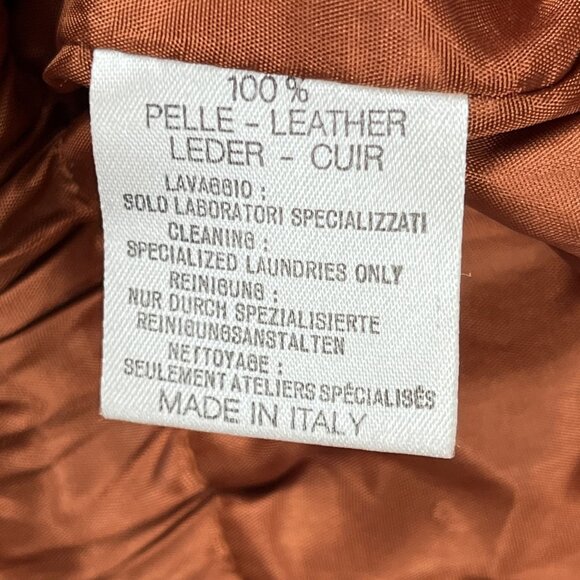 100 %
PELLE - LEATHER
LEDER - CUIR
LAVAGGIO :
SOLO LABORATORI SPECIALIZZATI
CLEANING :
SPECIALIZED LAUNDRIES ONLY
REINIGUNG :
NUR DURCH SPEZIALISIERTE
REINIGUNGSANSTALTEN
NETTOYAGE :
SEULEMENT ATELIERS SPÉCIALISÉS
MADE IN ITALY